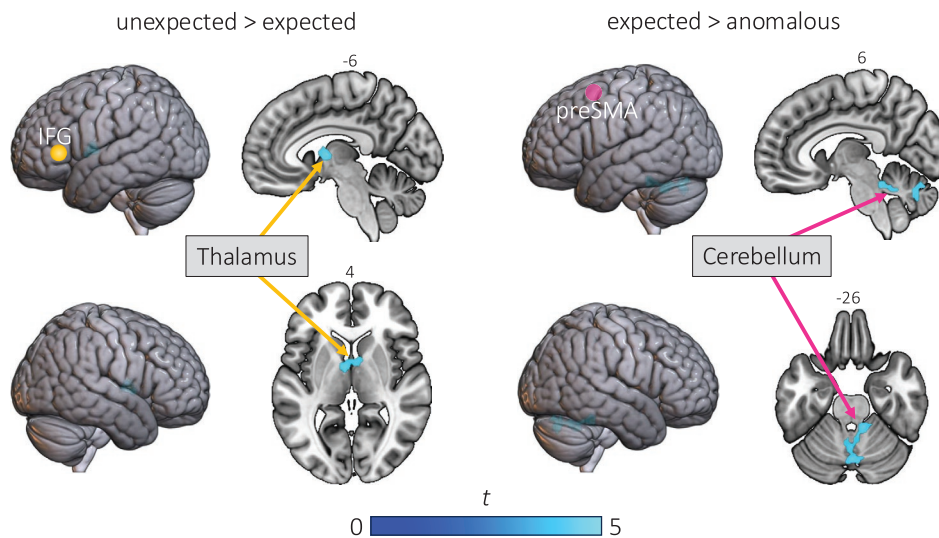 unexpected > expected
expected > anomalous
-6
6
IFG
preSMA
Thalamus
Cerebellum
4
-26
t
0
5